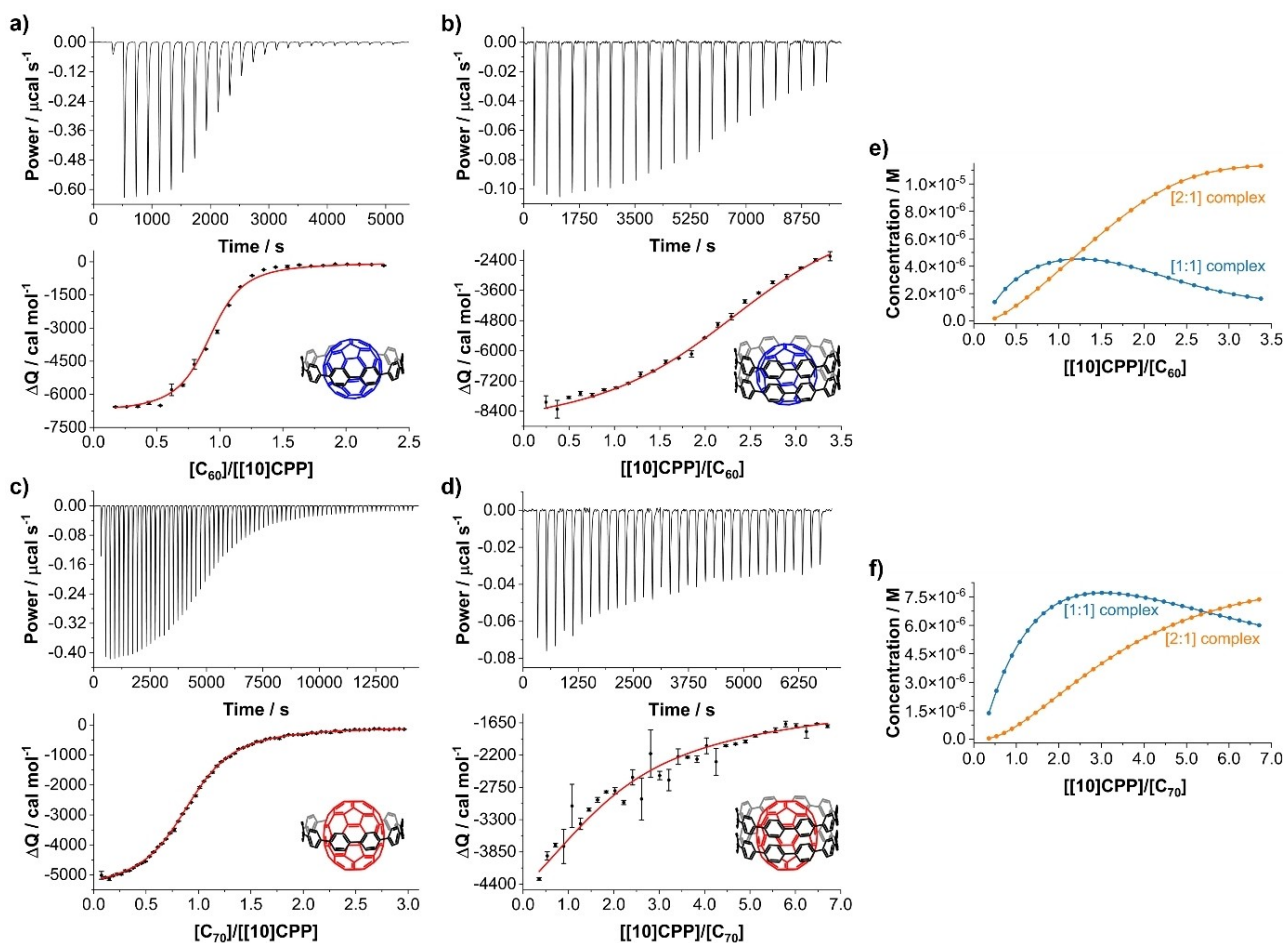 a)
Power / μcal s⁻¹
0.00
-0.12
-0.24
-0.36
-0.48
-0.60
0 1000 2000 3000 4000 5000
Time / s
ΔQ / cal mol⁻¹
0
-1500
-3000
-4500
-6000
-7500
0.0 0.5 1.0 1.5 2.0 2.5
[C₆₀]/[[10]CPP]
b)
Power / μcal s⁻¹
0.00
-0.02
-0.04
-0.06
-0.08
-0.10
0 1750 3500 5250 7000 8750
Time / s
ΔQ / cal mol⁻¹
-2400
-3600
-4800
-6000
-7200
-8400
0.0 0.5 1.0 1.5 2.0 2.5 3.0 3.5
[[10]CPP]/[C₆₀]
c)
Power / μcal s⁻¹
0.00
-0.08
-0.16
-0.24
-0.32
-0.40
0 2500 5000 7500 10000 12500
Time / s
ΔQ / cal mol⁻¹
0
-1000
-2000
-3000
-4000
-5000
0.0 1.0 2.0 3.0
[C₇₀]/[[10]CPP]
d)
Power / μcal s⁻¹
0.00
-0.02
-0.04
-0.06
-0.08
0 1250 2500 3750 5000 6250
Time / s
ΔQ / cal mol⁻¹
-1650
-2200
-2750
-3300
-3850
-4400
0.0 1.0 2.0 3.0 4.0 5.0 6.0 7.0
[[10]CPP]/[C₇₀]
e)
Concentration / M
1.0×10⁻⁵
8.0×10⁻⁶
6.0×10⁻⁶
4.0×10⁻⁶
2.0×10⁻⁶
0.0
[2:1] complex
[1:1] complex
0.0 0.5 1.0 1.5 2.0 2.5 3.0 3.5
[[10]CPP]/[C₆₀]
f)
Concentration / M
7.5×10⁻⁶
6.0×10⁻⁶
4.5×10⁻⁶
3.0×10⁻⁶
1.5×10⁻⁶
0.0
[1:1] complex
[2:1] complex
0.0 1.0 2.0 3.0 4.0 5.0 6.0 7.0
[[10]CPP]/[C₇₀]